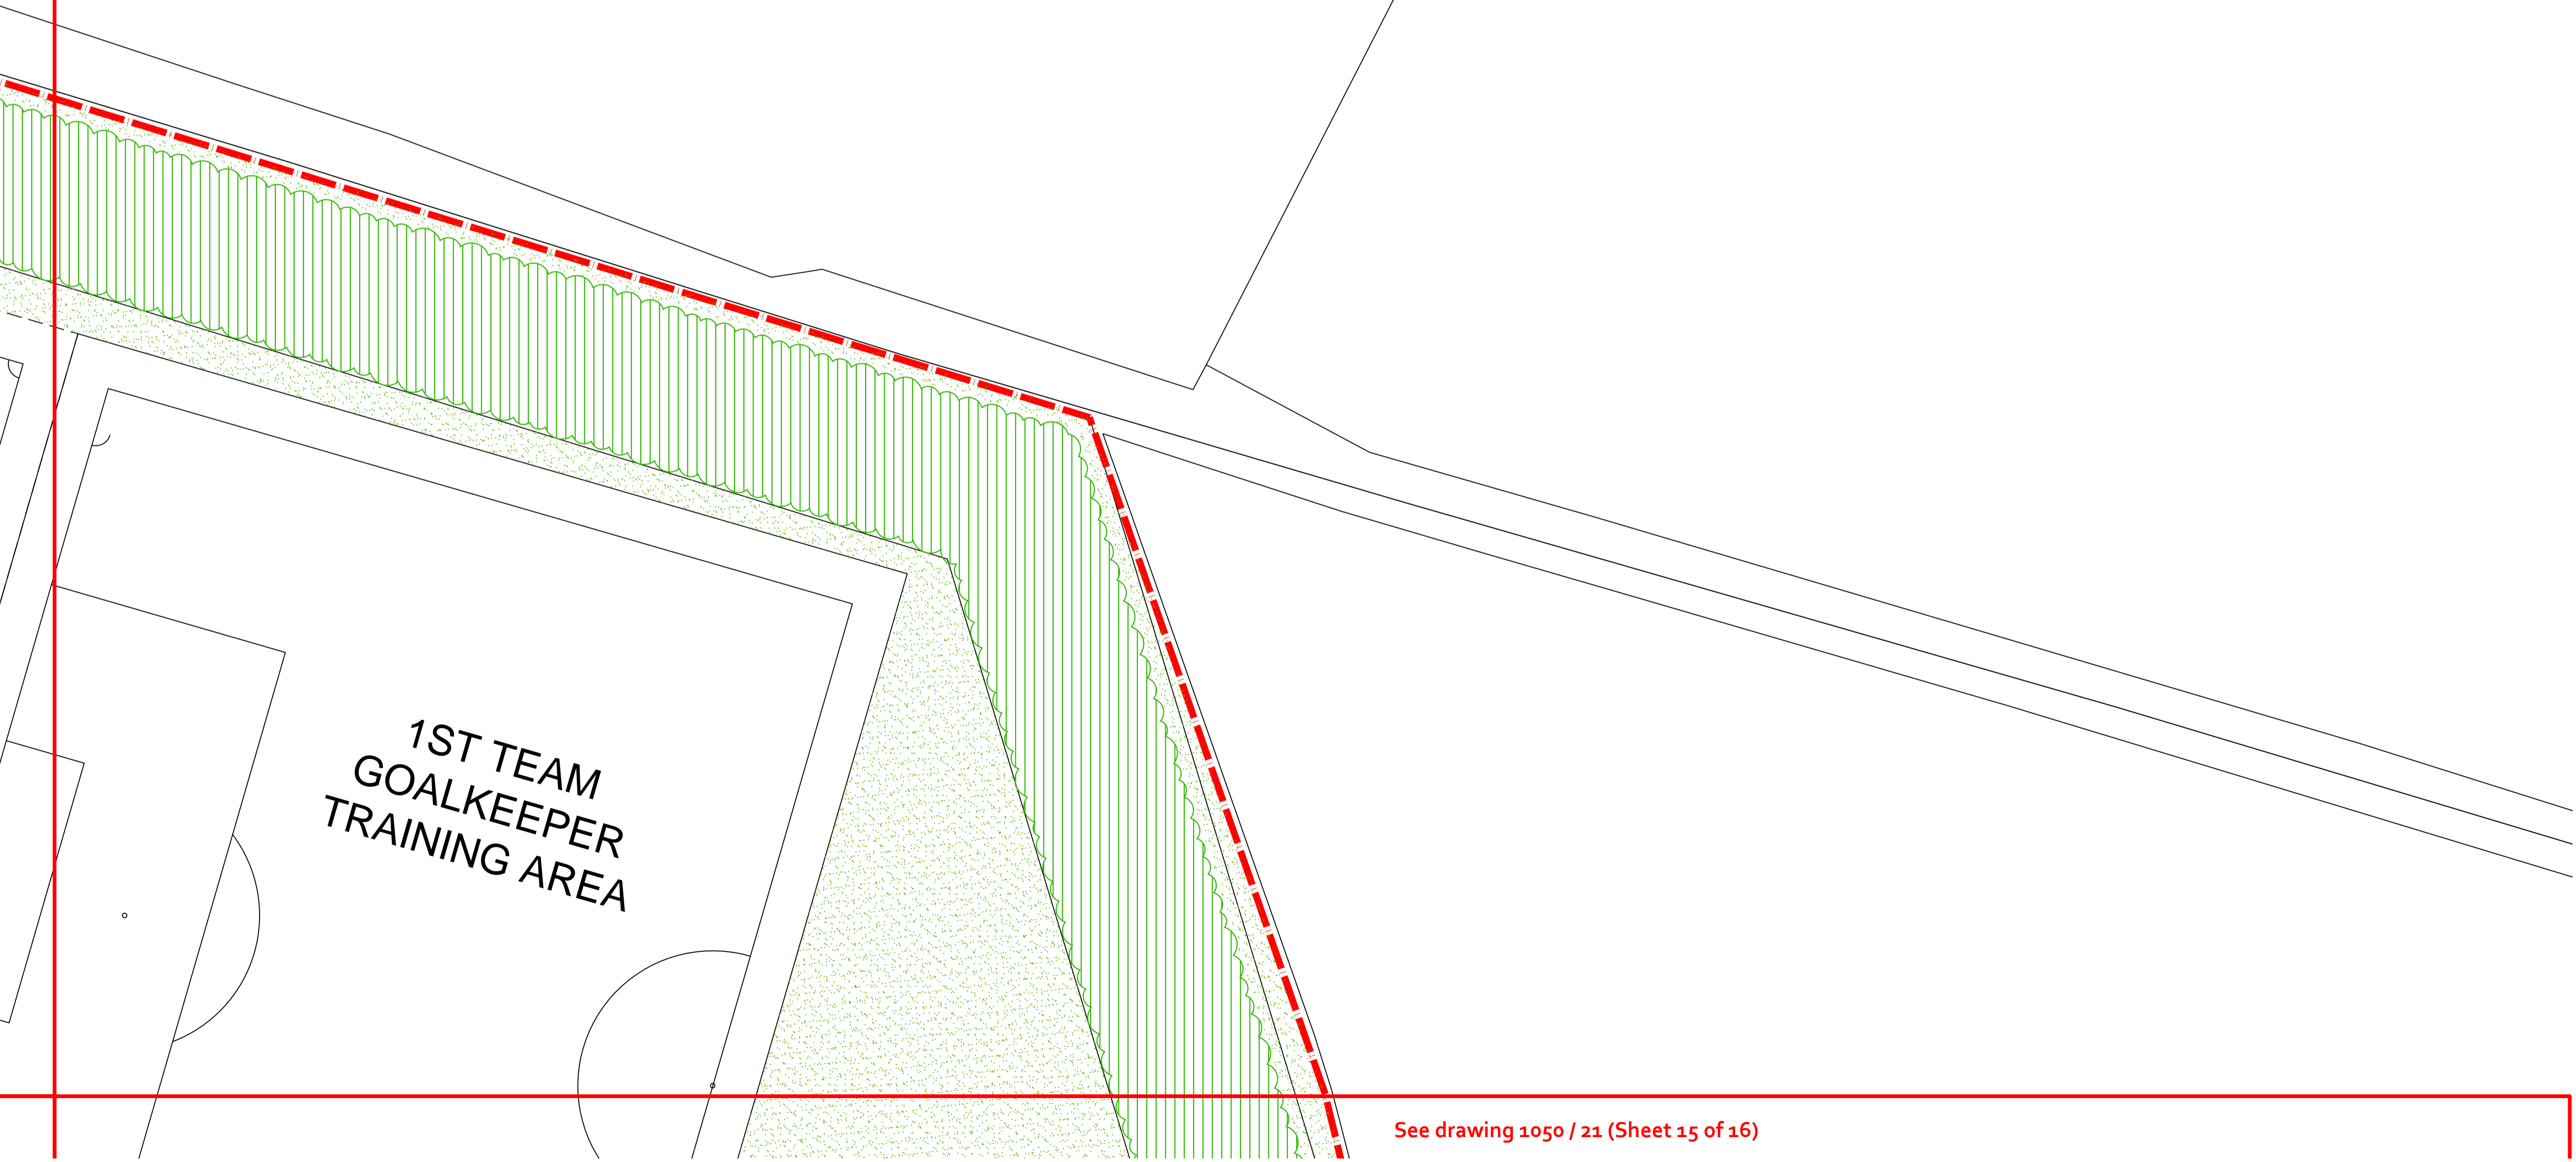 1ST TEAM
GOALKEEPER
TRAINING AREA
See drawing 1050 / 21 (Sheet 15 of 16)